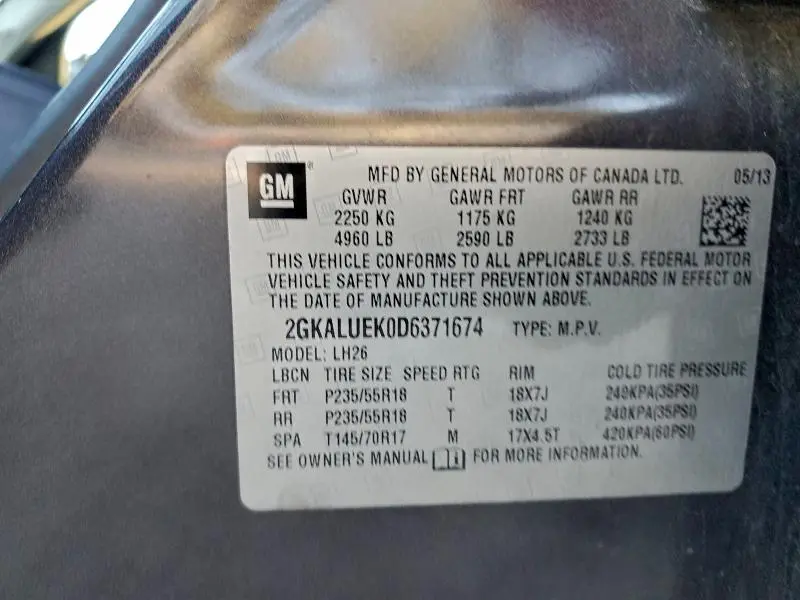 GM ® MFD BY GENERAL MOTORS OF CANADA LTD. 05/13
GVWR GAWR FRT GAWR RR
2250 KG 1175 KG 1240 KG
4960 LB 2590 LB 2733 LB
THIS VEHICLE CONFORMS TO ALL APPLICABLE U.S. FEDERAL MOTOR
VEHICLE SAFETY AND THEFT PREVENTION STANDARDS IN EFFECT ON
THE DATE OF MANUFACTURE SHOWN ABOVE.
2GKALUEK0D6371674 TYPE: M.P.V.
MODEL: LH26
LBCN TIRE SIZE SPEED RTG RIM COLD TIRE PRESSURE
FRT P235/55R18 T 18X7J 240KPA(35PSI)
RR P235/55R18 T 18X7J 240KPA(35PSI)
SPA T145/70R17 M 17X4.5T 420KPA(60PSI)
SEE OWNER'S MANUAL FOR MORE INFORMATION.